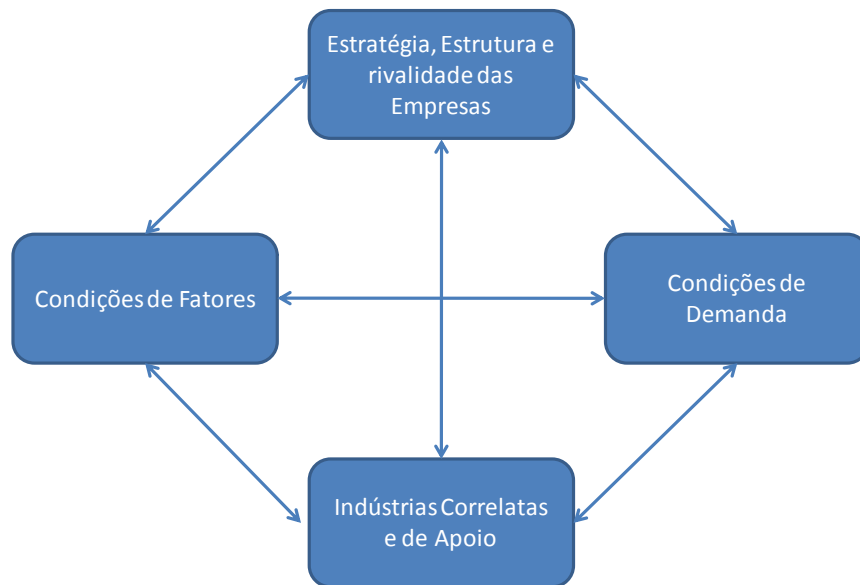 Estratégia, Estrutura e
rivalidade das
Empresas
Condições de Fatores
Condições de
Demanda
Indústrias Correlatas
e de Apoio